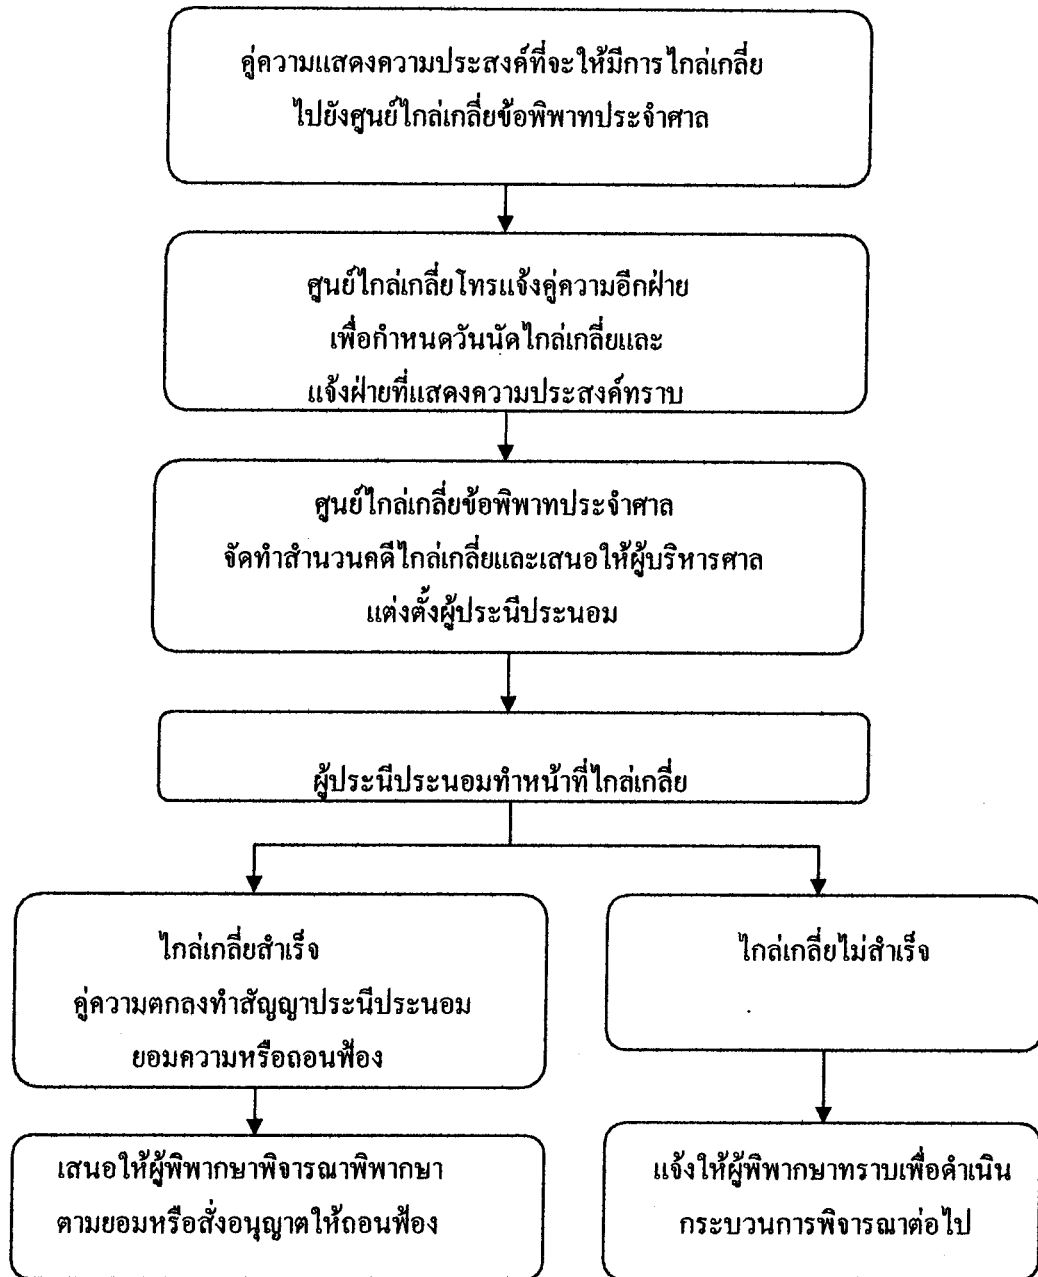 คู่ความแสดงความประสงค์ที่จะให้มีการไกล่เกลี่ย
ไปยังศูนย์ไกล่เกลี่ยข้อพิพาทประจำศาล
ศูนย์ไกล่เกลี่ยโทรแจ้งคู่ความอีกฝ่าย
เพื่อกำหนดวันนัดไกล่เกลี่ยและ
แจ้งฝ่ายที่แสดงความประสงค์ทราบ
ศูนย์ไกล่เกลี่ยข้อพิพาทประจำศาล
จัดทำสำนวนคดีไกล่เกลี่ยและเสนอให้ผู้บริหารศาล
แต่งตั้งผู้ประนีประนอม
ผู้ประนีประนอมทำหน้าที่ไกล่เกลี่ย
ไกล่เกลี่ยสำเร็จ
คู่ความตกลงทำสัญญาประนีประนอม
ยอมความหรือถอนฟ้อง
ไกล่เกลี่ยไม่สำเร็จ
เสนอให้ผู้พิพากษาพิจารณาพิพากษา
ตามยอมหรือสั่งอนุญาตให้ถอนฟ้อง
แจ้งให้ผู้พิพากษาทราบเพื่อดำเนิน
กระบวนการพิจารณาต่อไป